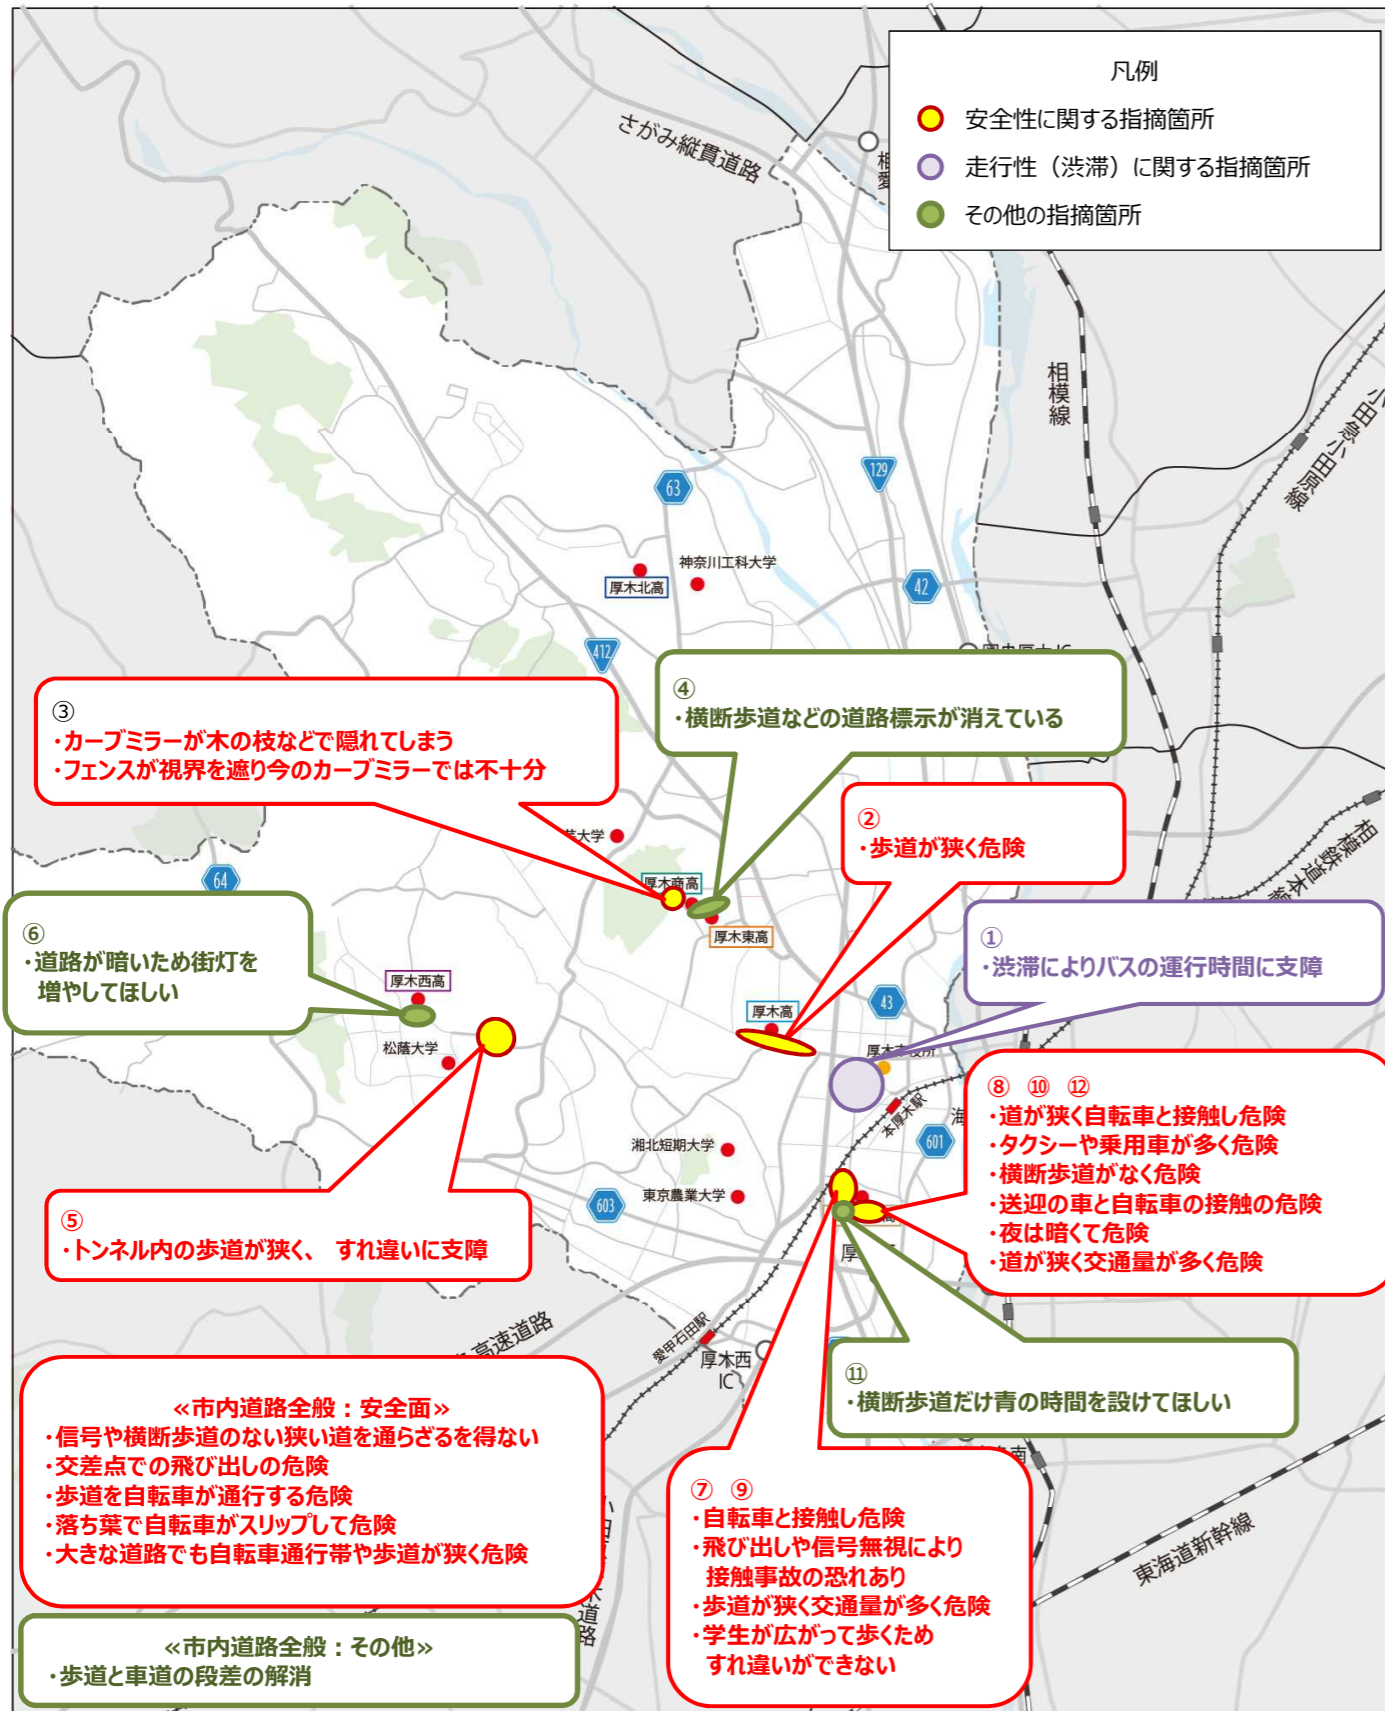 凡例
安全性に関する指摘箇所
走行性（渋滞）に関する指摘箇所
その他の指摘箇所
さがみ縦貫道路
相模線
小田急小田原線
129
63
42
412
神奈川工科大学
厚木北高
③
・カーブミラーが木の枝などで隠れてしまう
・フェンスが視界を遮り今のカーブミラーでは不十分
④
・横断歩道などの道路標示が消えている
②
・歩道が狭く危険
相模鉄道本線
64
厚木商高
厚木東高
⑥
・道路が暗いため街灯を
増やしてほしい
①
・渋滞によりバスの運行時間に支障
厚木西高
松蔭大学
厚木高
43
本厚木駅
601
⑧ ⑩ ⑫
・道が狭く自転車と接触し危険
・タクシーや乗用車が多く危険
・横断歩道がなく危険
・送迎の車と自転車の接触の危険
・夜は暗くて危険
・道が狭く交通量が多く危険
湘北短期大学
東京農業大学
603
⑤
・トンネル内の歩道が狭く、 すれ違いに支障
高速道路
愛甲石田駅
厚木西
IC
⑪
・横断歩道だけ青の時間を設けてほしい
≪市内道路全般：安全面≫
・信号や横断歩道のない狭い道を通らざるを得ない
・交差点での飛び出しの危険
・歩道を自転車が通行する危険
・落ち葉で自転車がスリップして危険
・大きな道路でも自転車通行帯や歩道が狭く危険
⑦ ⑨
・自転車と接触し危険
・飛び出しや信号無視により
接触事故の恐れあり
・歩道が狭く交通量が多く危険
・学生が広がって歩くため
すれ違いができない
東海道新幹線
≪市内道路全般：その他≫
・歩道と車道の段差の解消